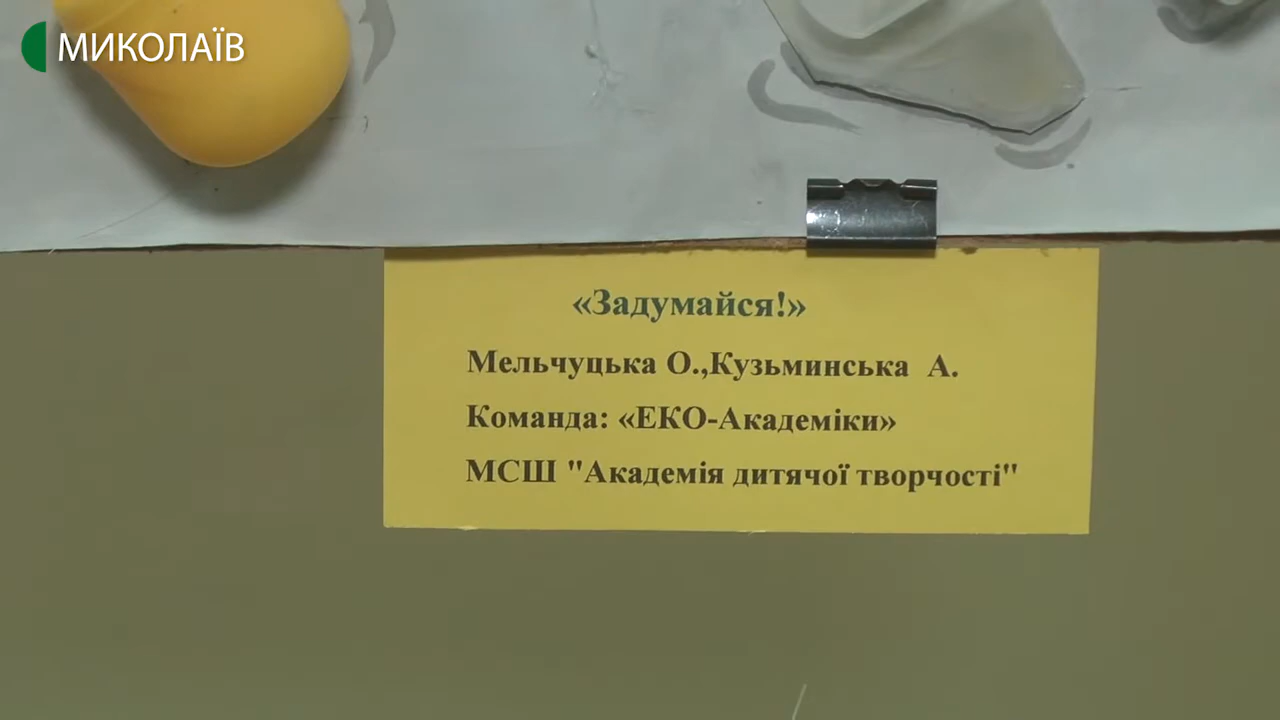 МИКОЛАЇВ
«Задумайся!»
Мельчуцька О.,Кузьминська А.
Команда: «ЕКО-Академіки»
МСШ "Академія дитячої творчості"